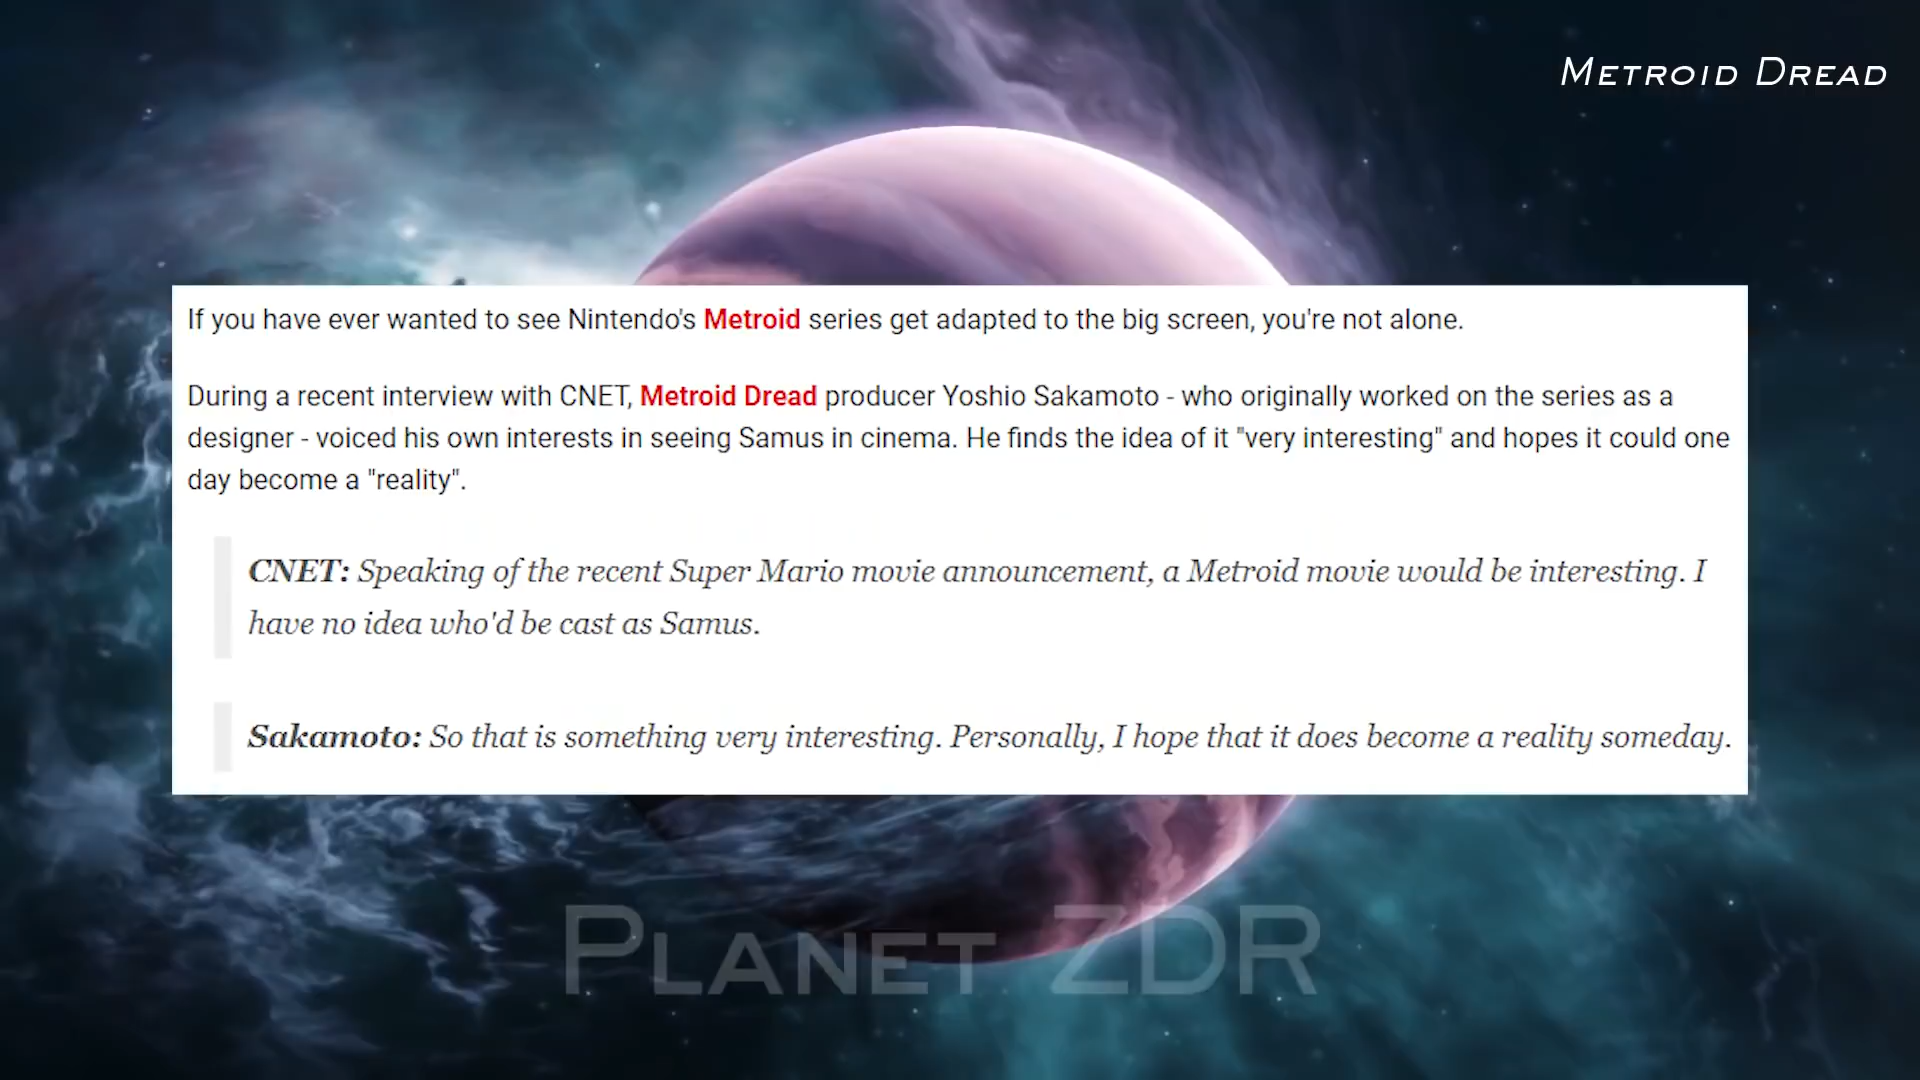 METROID DREAD
If you have ever wanted to see Nintendo's Metroid series get adapted to the big screen, you're not alone.
During a recent interview with CNET, Metroid Dread producer Yoshio Sakamoto - who originally worked on the series as a
designer - voiced his own interests in seeing Samus in cinema. He finds the idea of it "very interesting" and hopes it could one
day become a "reality".
CNET: Speaking of the recent Super Mario movie announcement, a Metroid movie would be interesting. I
have no idea who'd be cast as Samus.
Sakamoto: So that is something very interesting. Personally, I hope that it does become a reality someday.
PLANET ZDR